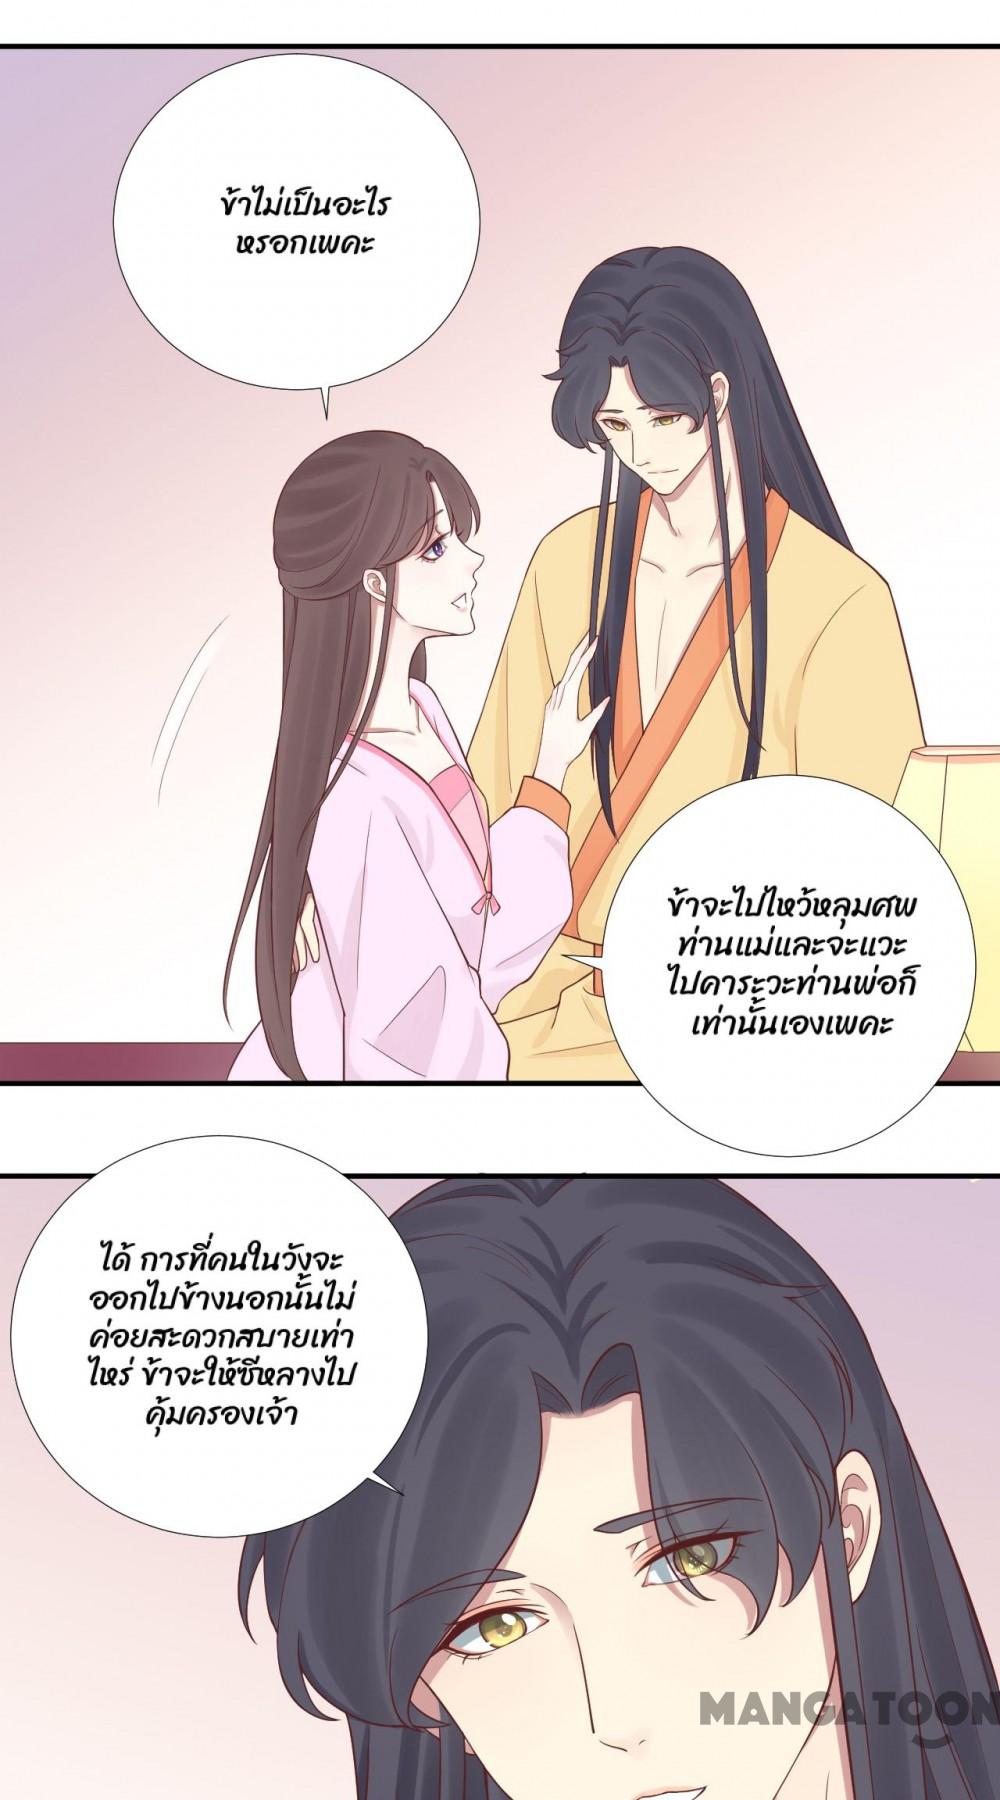 ข้าไม่เป็นอะไร
หรอกเพคะ
ข้าจะไปไหว้หลุมศพ
ท่านแม่และจะแวะ
ไปคาระวะท่านพ่อก็
เท่านั้นเองเพคะ
ได้ การที่คนในวังจะ
ออกไปข้างนอกนั้นไม่
ค่อยสะดวกสบายเท่า
ไหร่ ข้าจะให้ซีหลางไป
คุ้มครองเจ้า
MANGATOON